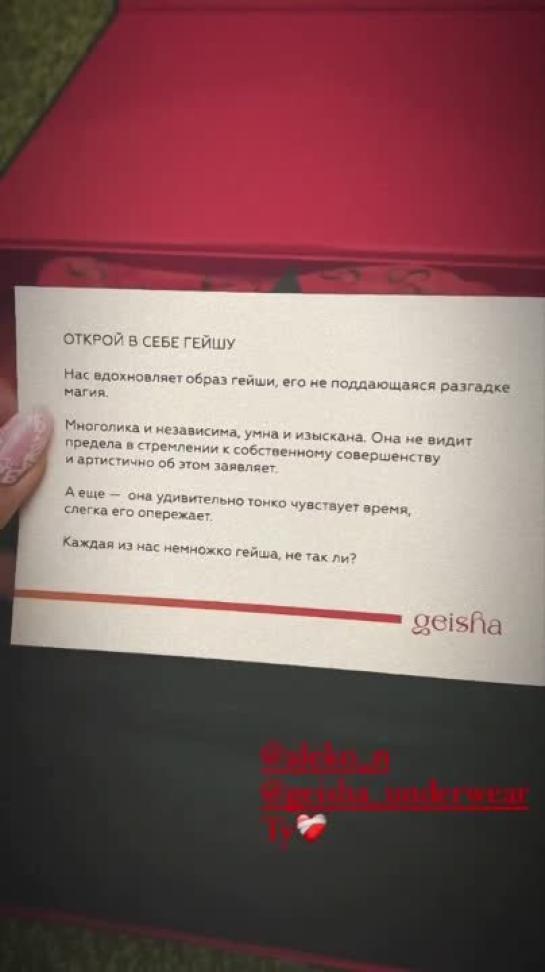 ОТКРОЙ В СЕБЕ ГЕЙШУ
Нас вдохновляет образ гейши, его не поддающаяся разгадке
магия.
Многолика и независима, умна и изысканна. Она не видит
предела в стремлении к собственному совершенству
и артистично об этом заявляет.
А еще — она удивительно тонко чувствует время,
слегка его опережает.
Каждая из нас немножко гейша, не так ли?
geisha
@aleko_n
@geisha_underwear
Ty